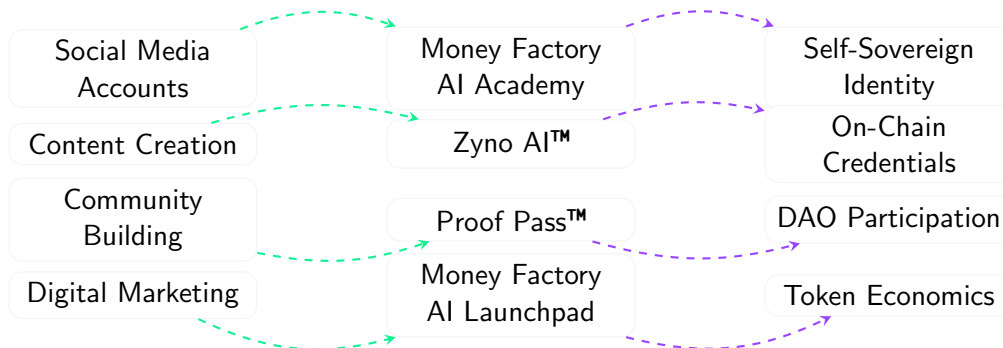 Social Media
Accounts
Content Creation
Community
Building
Digital Marketing
Money Factory
AI Academy
Zyno AI™
Proof Pass™
Money Factory
AI Launchpad
Self-Sovereign
Identity
On-Chain
Credentials
DAO Participation
Token Economics